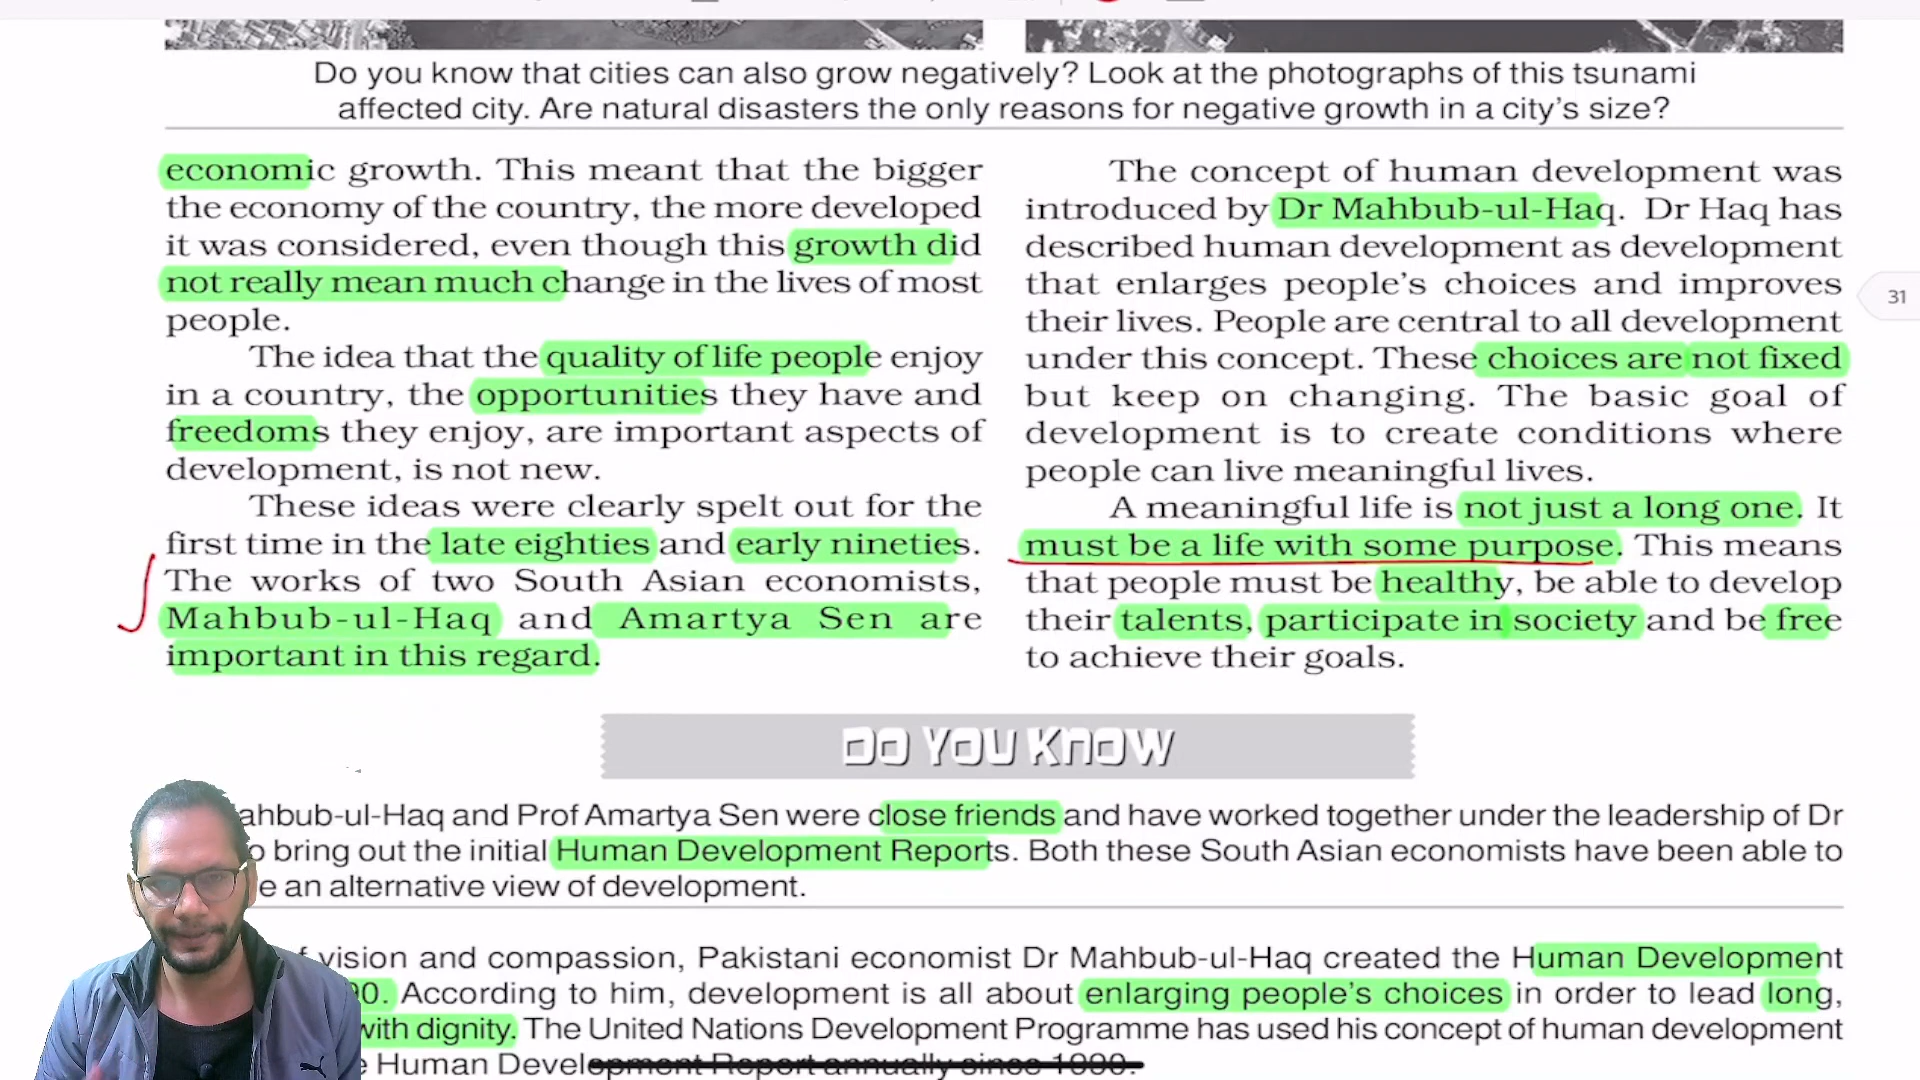 Do you know that cities can also grow negatively? Look at the photographs of this tsunami
affected city. Are natural disasters the only reasons for negative growth in a city's size?
economic growth. This meant that the bigger
the economy of the country, the more developed
it was considered, even though this growth did
not really mean much change in the lives of most
people.
The idea that the quality of life people enjoy
in a country, the opportunities they have and
freedoms they enjoy, are important aspects of
development, is not new.
These ideas were clearly spelt out for the
first time in the late eighties and early nineties.
The works of two South Asian economists,
Mahbub-ul-Haq and Amartya Sen are
important in this regard.
The concept of human development was
introduced by Dr Mahbub-ul-Haq. Dr Haq has
described human development as development
that enlarges people's choices and improves
their lives. People are central to all development
under this concept. These choices are not fixed
but keep on changing. The basic goal of
development is to create conditions where
people can live meaningful lives.
A meaningful life is not just a long one. It
must be a life with some purpose. This means
that people must be healthy, be able to develop
their talents, participate in society and be free
to achieve their goals.
31
DO YOU KNOW
ahbub-ul-Haq and Prof Amartya Sen were close friends and have worked together under the leadership of Dr
o bring out the initial Human Development Reports. Both these South Asian economists have been able to
e an alternative view of development.
f vision and compassion, Pakistani economist Dr Mahbub-ul-Haq created the Human Development
90. According to him, development is all about enlarging people's choices in order to lead long,
with dignity. The United Nations Development Programme has used his concept of human development
e Human Development Report annually since 1990.